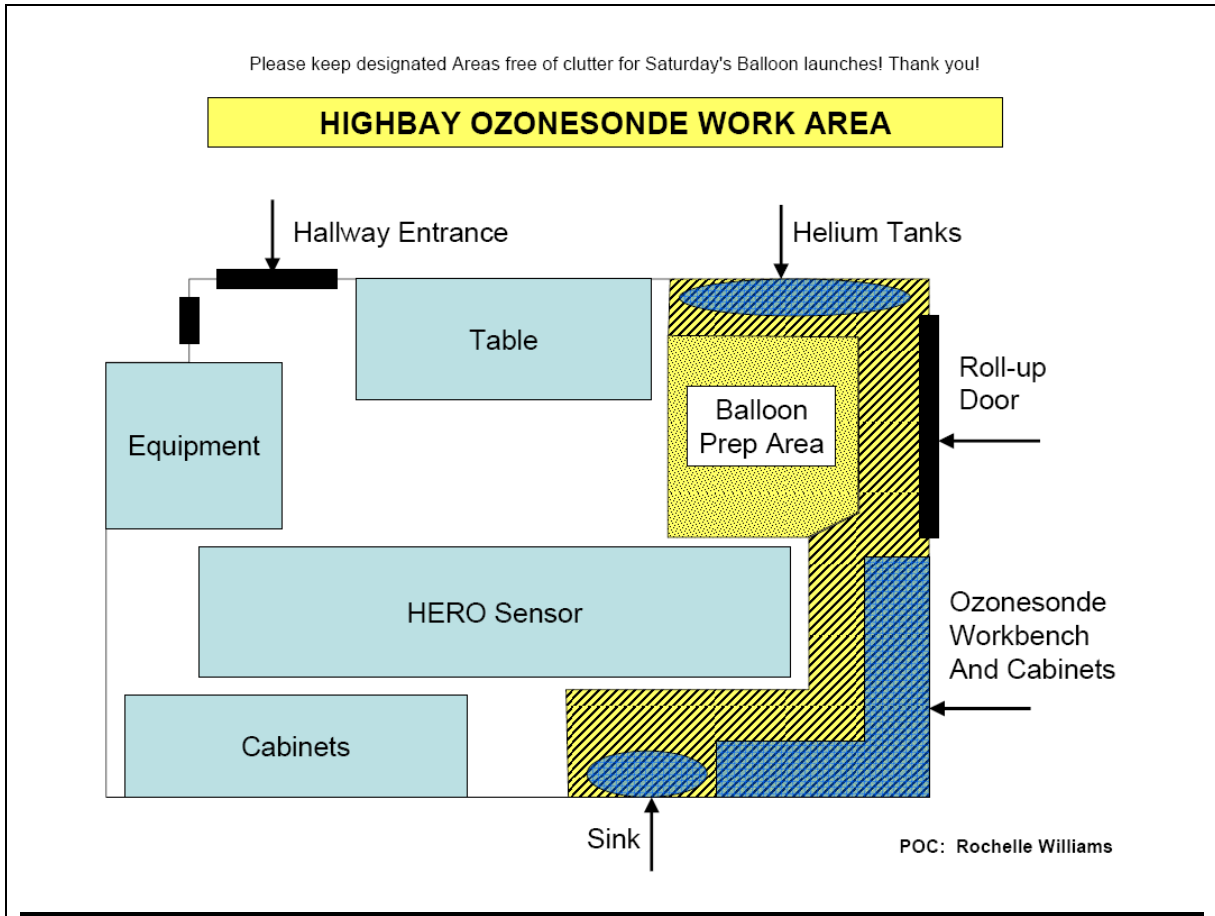 Please keep designated Areas free of clutter for Saturday's Balloon launches! Thank you!
HIGHBAY OZONESONDE WORK AREA
Hallway Entrance
Helium Tanks
Table
Roll-up
Door
Balloon
Prep Area
Equipment
HERO Sensor
Ozonesonde
Workbench
And Cabinets
Cabinets
Sink
POC: Rochelle Williams